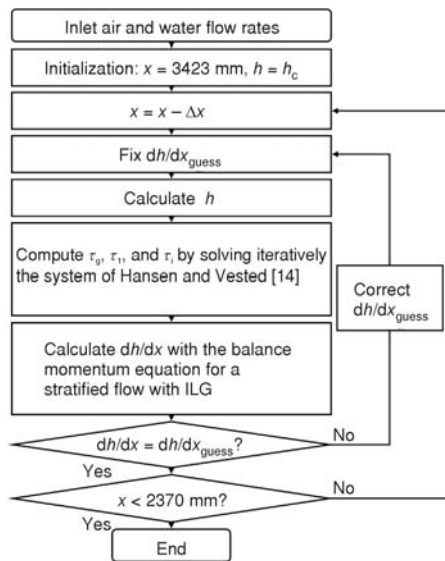 Inlet air and water flow rates
Initialization: x = 3423 mm, h = h_c
x = x – Δx
Fix dh/dx_guess
Calculate h
Compute τ_g, τ_1, and τ_i by solving iteratively
the system of Hansen and Vested [14]
Correct
dh/dx_guess
Calculate dh/dx with the balance
momentum equation for a
stratified flow with ILG
dh/dx = dh/dx_guess?
No
Yes
x < 2370 mm?
No
Yes
End